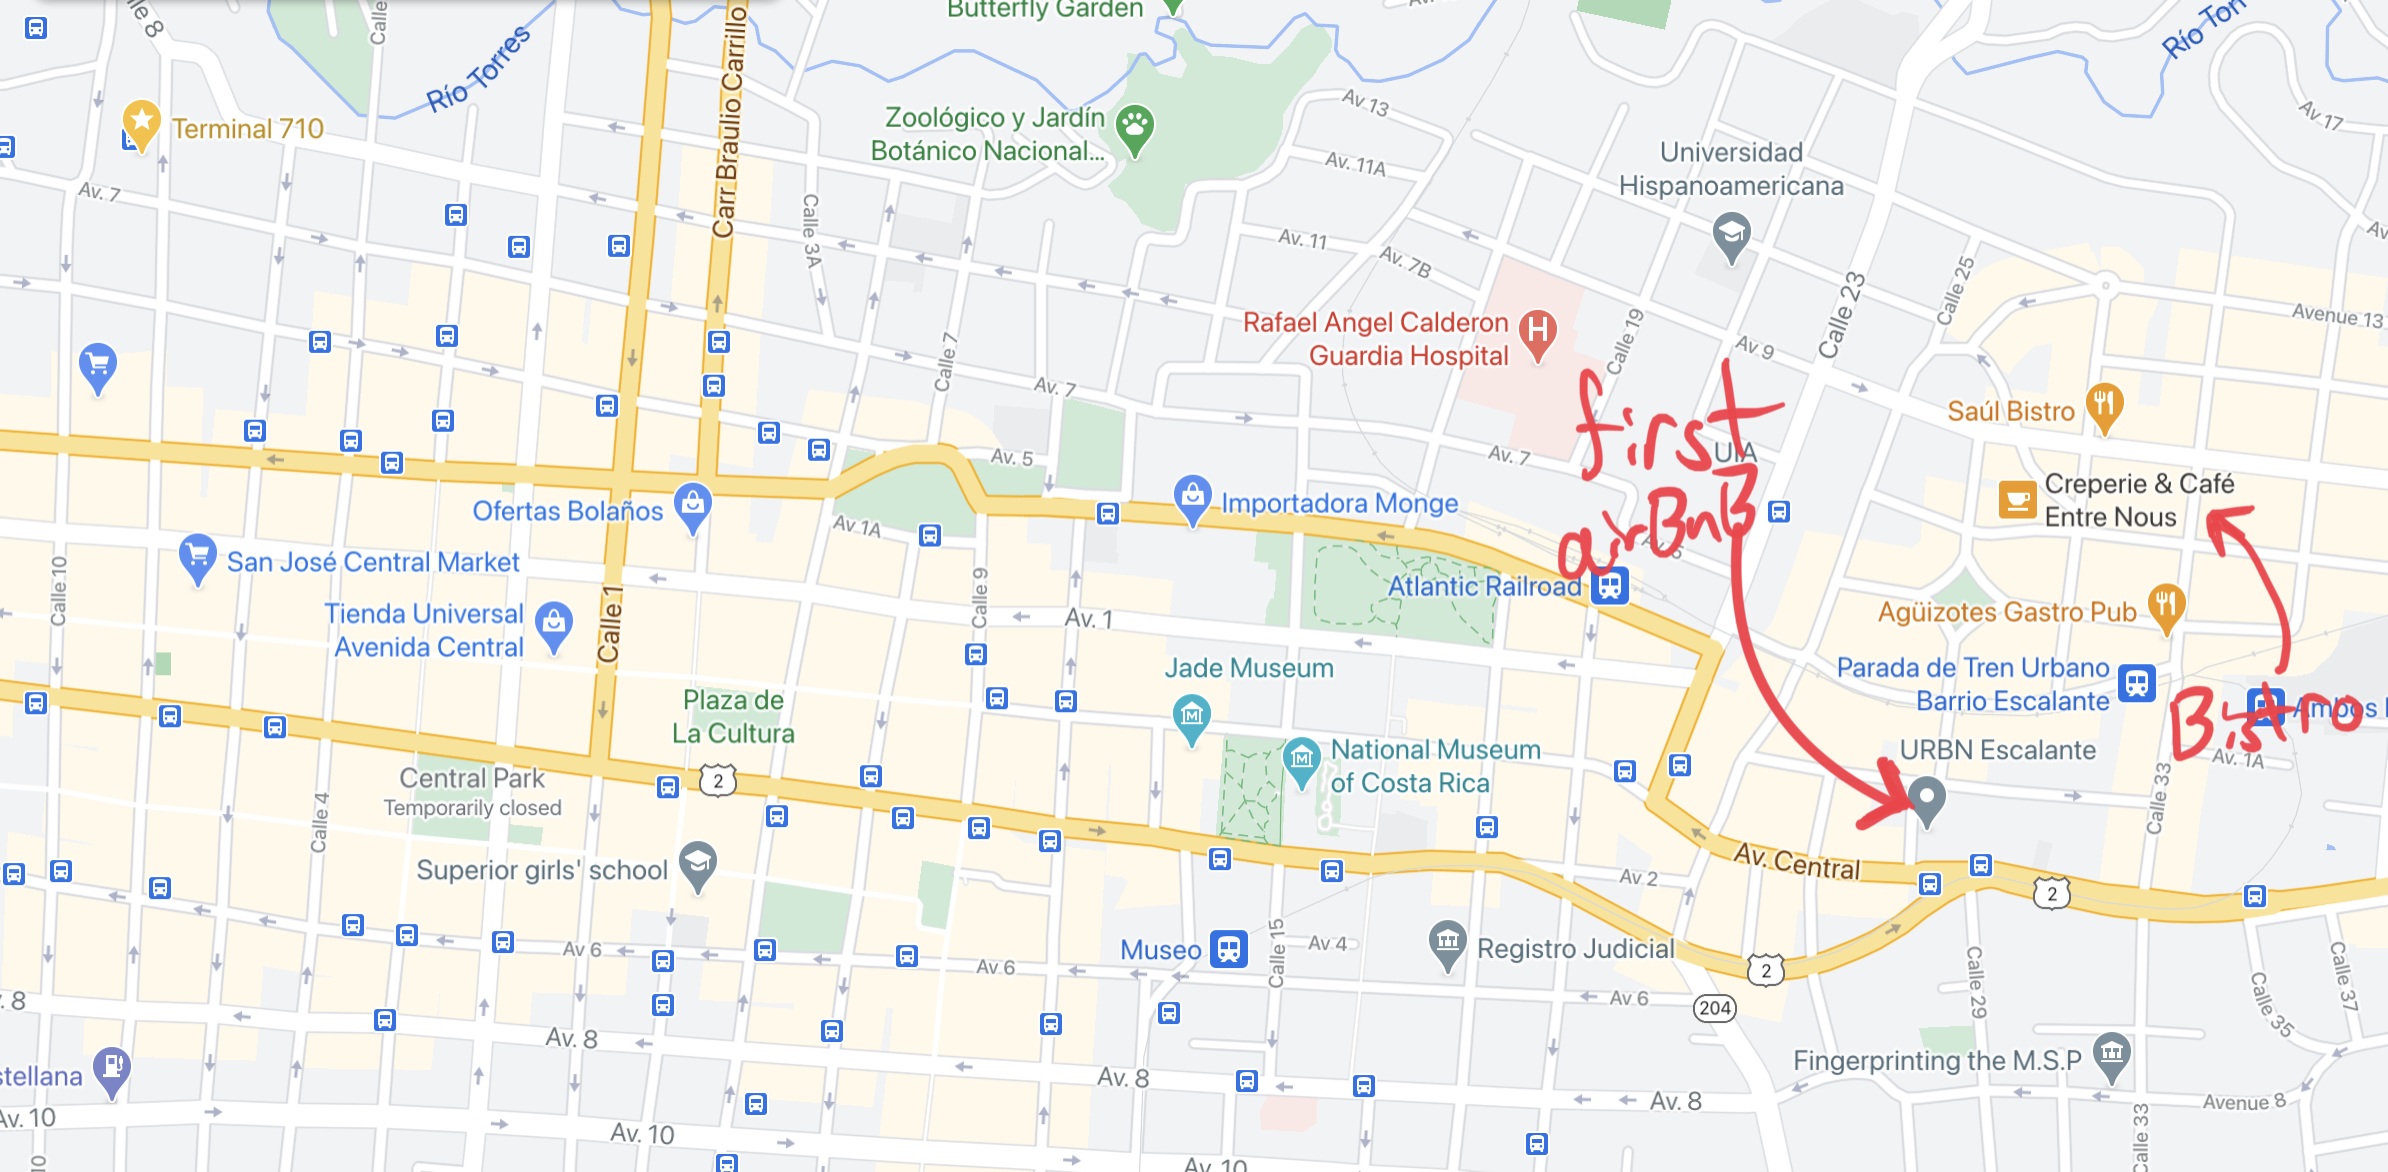 Butterfly Garden
Calle 8
Calle
Río Torres
Carr Braulio Carrillo
Río Torres
Terminal 710
Zoológico y Jardín
Botánico Nacional...
Av 13
Av 17
Av. 11A
Universidad
Hispanoamericana
Av. 7
Calle 3A
Av. 11
Av. 7B
Av
Calle 25
Calle 23
Avenue 13
Rafael Angel Calderon
Guardia Hospital
Calle 19
Av 9
Calle 7
Av. 7
Saúl Bistro
first
UIA
airBnB
Av. 5
Av. 7
Creperie & Café
Entre Nous
Ofertas Bolaños
Importadora Monge
Av.1A
San José Central Market
Atlantic Railroad
Calle 10
Calle 1
Calle 9
Tienda Universal
Avenida Central
Av. 1
Agüizotes Gastro Pub
Jade Museum
Parada de Tren Urbano
Barrio Escalante
Bistro
Plaza de
La Cultura
National Museum
of Costa Rica
URBN Escalante
Av. 1A
Central Park
Temporarily closed
2
Calle 4
Calle 33
Superior girls' school
Av. Central
Av. 2
2
Av 6
Museo
Av 4
Calle 15
Registro Judicial
Av.6
2
Av 6
204
Calle 29
Calle 35
Calle 37
. 8
Av. 8
Fingerprinting the M.S.P
stellana
Av. 8
Av. 8
Avenue 8
Av. 10
Av. 10
Av. 10
Calle 33
10